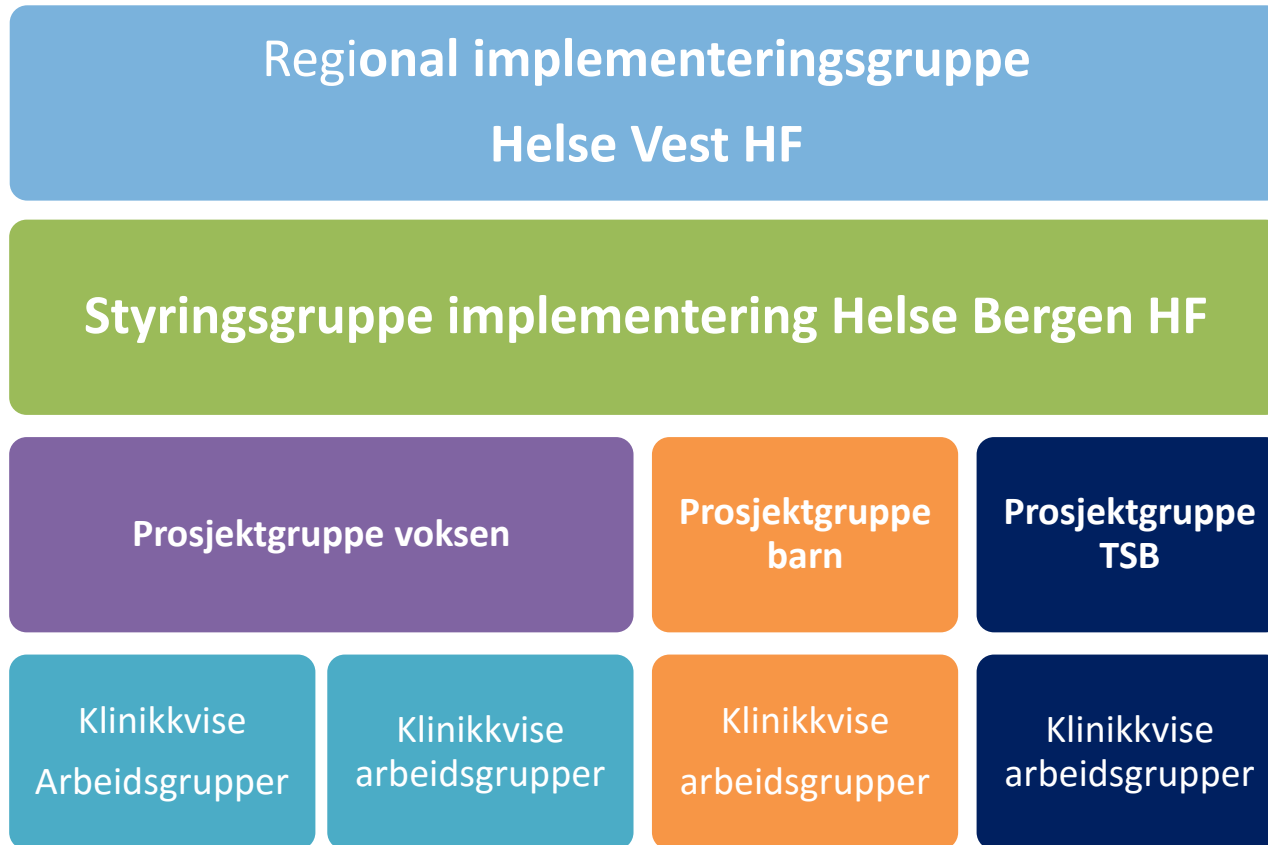 Regional implementeringsgruppe
Helse Vest HF
Styringsgruppe implementering Helse Bergen HF
Prosjektgruppe voksen
Prosjektgruppe
barn
Prosjektgruppe
TSB
Klinikkvise
Arbeidsgrupper
Klinikkvise
arbeidsgrupper
Klinikkvise
arbeidsgrupper
Klinikkvise
arbeidsgrupper